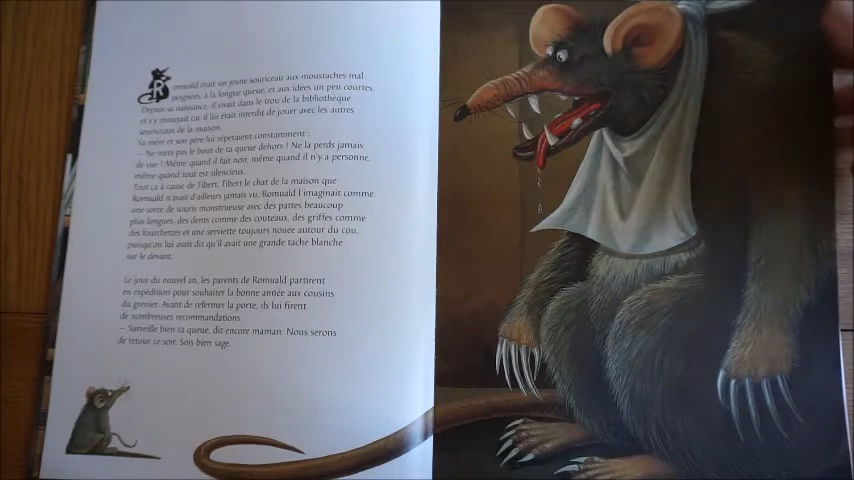 Romuald était un jeune souriceau aux moustaches mal
peignées, à la longue queue, et aux idées un peu courtes.
Depuis sa naissance, il vivait dans le trou de la bibliothèque
et s'y ennuyait car il lui était interdit de jouer avec les autres
souriceaux de la maison.
Sa mère et son père lui répétaient constamment :
— Ne mets pas le bout de ta queue dehors ! Ne la perds jamais
de vue ! Même quand il fait noir, même quand il n'y a personne,
même quand tout est silencieux.
Tout ça à cause de Tibert. Tibert le chat de la maison que
Romuald n'avait d'ailleurs jamais vu. Romuald l'imaginait comme
une sorte de souris monstrueuse avec des pattes beaucoup
plus longues, des dents comme des couteaux, des griffes comme
des fourchettes et une serviette toujours nouée autour du cou,
puisqu'on lui avait dit qu'il avait une grande tache blanche
sur le devant.
Le jour du nouvel an, les parents de Romuald partirent
en expédition pour souhaiter la bonne année aux cousins
du grenier. Avant de refermer la porte, ils lui firent
de nombreuses recommandations.
— Surveille bien ta queue, dit encore maman. Nous serons
de retour ce soir. Sois bien sage.